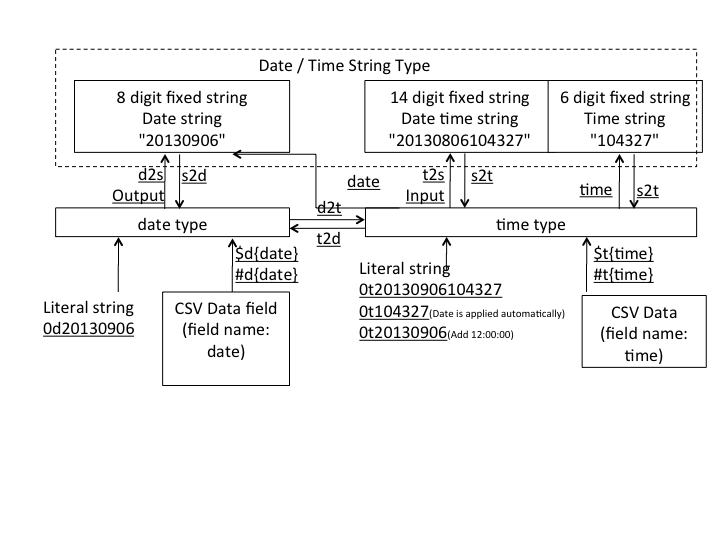 Date / Time String Type
8 digit fixed string
Date string
"20130906"
14 digit fixed string
Date time string
"20130806104327"
6 digit fixed string
Time string
"104327"
d2s
s2d
Output
date
t2s
s2t
Input
time
s2t
date type
d2t
t2d
time type
$d{date}
#d{date}
Literal string
0d20130906
CSV Data field
(field name:
date)
Literal string
0t20130906104327
0t104327(Date is applied automatically)
0t20130906(Add 12:00:00)
$t{time}
#t{time}
CSV Data
(field name:
time)